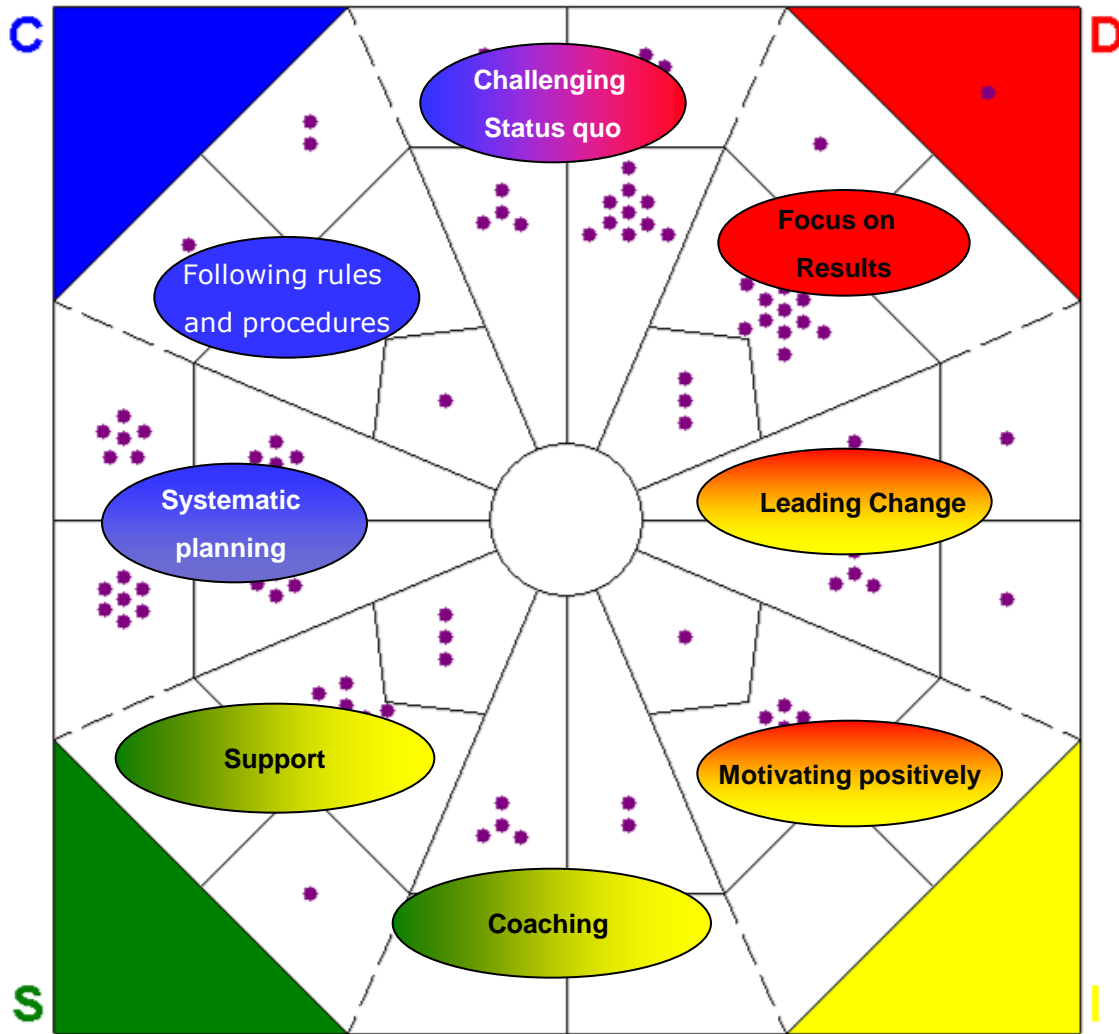 C
D
Challenging
Status quo
Focus on
Results
Following rules
and procedures
Systematic
planning
Leading Change
Support
Motivating positively
Coaching
S
I